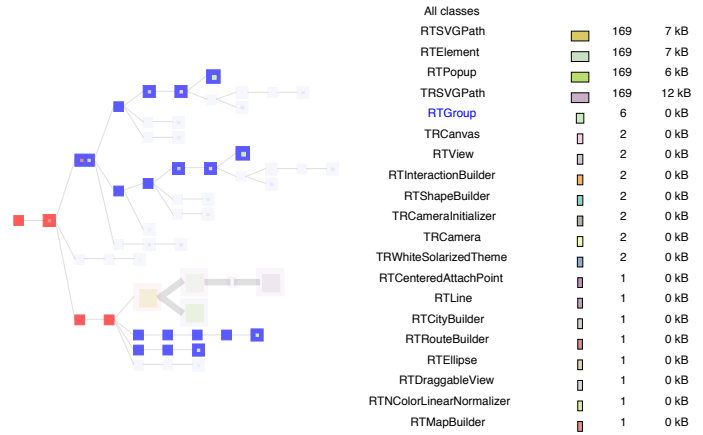 All classes
RTSVGPath 169 7 kB
RTElement 169 7 kB
RTPopup 169 6 kB
TRSVGPath 169 12 kB
RTGroup 6 0 kB
TRCanvas 2 0 kB
RTView 2 0 kB
RTInteractionBuilder 2 0 kB
RTShapeBuilder 2 0 kB
TRCameraInitializer 2 0 kB
TRCamera 2 0 kB
TRWhiteSolarizedTheme 2 0 kB
RTCenteredAttachPoint 1 0 kB
RTLine 1 0 kB
RTCityBuilder 1 0 kB
RTRouteBuilder 1 0 kB
RTEllipse 1 0 kB
RTDraggableView 1 0 kB
RTNColorLinearNormalizer 1 0 kB
RTMapBuilder 1 0 kB